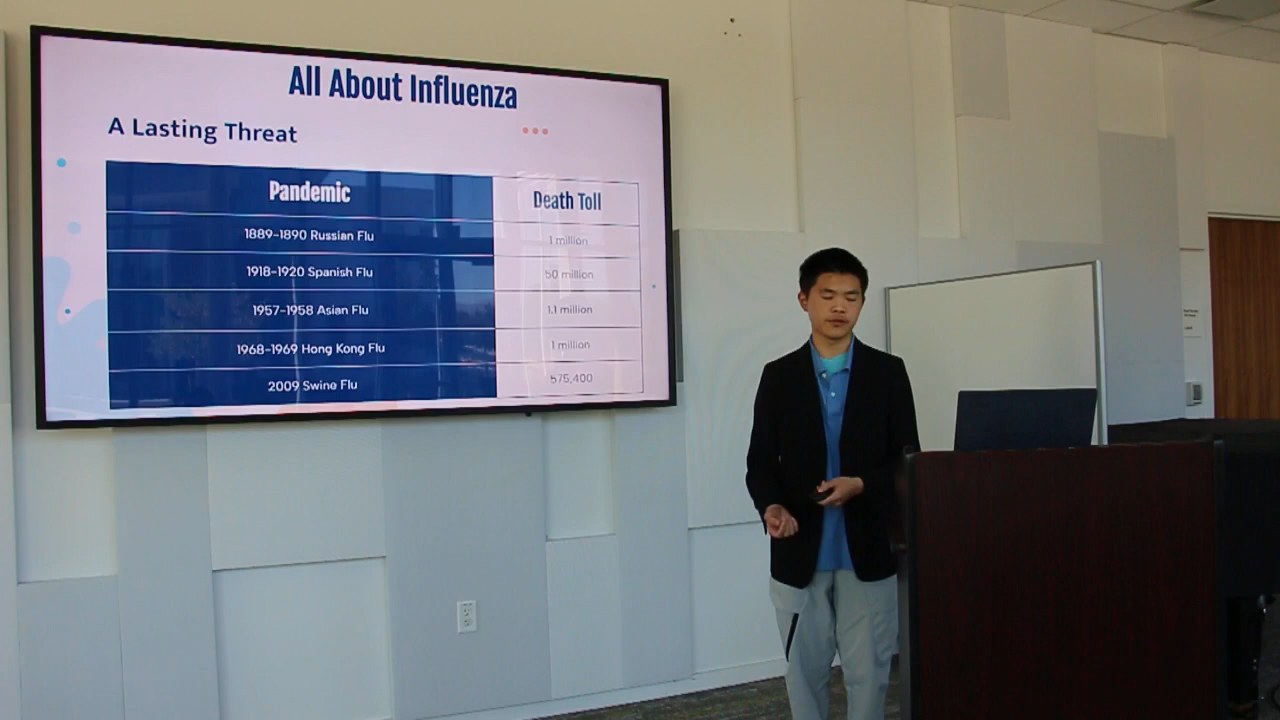 All About Influenza
A Lasting Threat
Pandemic Death Toll
1889-1890 Russian Flu 1 million
1918-1920 Spanish Flu 50 million
1957-1958 Asian Flu 1.1 million
1968-1969 Hong Kong Flu 1 million
2009 Swine Flu 575,400